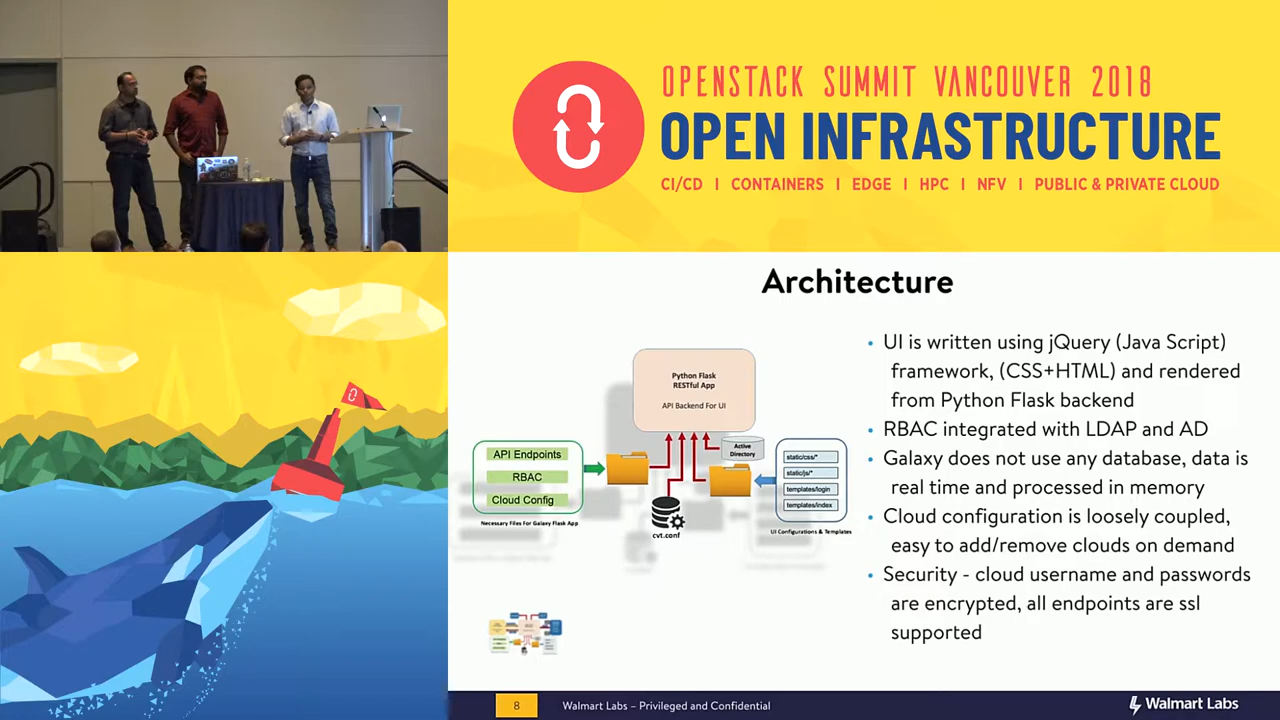 OPENSTACK SUMMIT VANCOUVER 2018
OPEN INFRASTRUCTURE
CI/CD | CONTAINERS | EDGE | HPC | NFV | PUBLIC & PRIVATE CLOUD
Architecture
Python Flask
RESTful App
API Backend For UI
API Endpoints
RBAC
Cloud Config
Necessary Files For Galaxy Flask App
cvt.conf
Active
Directory
static/css/*
static/js/*
templates/login
templates/index
UI Configurations & Templates
• UI is written using jQuery (Java Script)
framework, (CSS+HTML) and rendered
from Python Flask backend
• RBAC integrated with LDAP and AD
• Galaxy does not use any database, data is
real time and processed in memory
• Cloud configuration is loosely coupled,
easy to add/remove clouds on demand
• Security - cloud username and passwords
are encrypted, all endpoints are ssl
supported
8
Walmart Labs – Privileged and Confidential
Walmart Labs